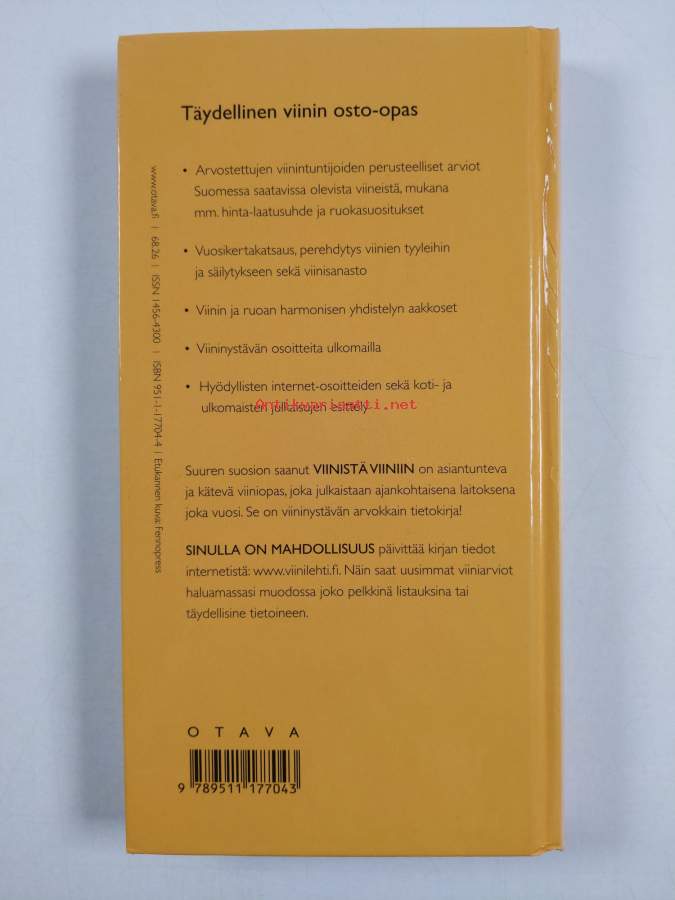 Täydellinen viinin osto-opas
• Arvostettujen viinintuntijoiden perusteelliset arviot
Suomessa saatavissa olevista viineistä, mukana
mm. hinta-laatusuhde ja ruokasuositukset
• Vuosikertakatsaus, perehdytys viinien tyyleihin
ja säilytykseen sekä viinisanasto
• Viinin ja ruoan harmonisen yhdistelyn aakkoset
• Viininystävän osoitteita ulkomailla
• Hyödyllisten internet-osoitteiden sekä koti- ja
ulkomaisten julkaisujen esittely
Antikvariaatti.net
Suuren suosion saanut VIINISTÄ VIINIIN on asiantunteva
ja kätevä viiniopas, joka julkaistaan ajankohtaisena laitoksena
joka vuosi. Se on viininystävän arvokkain tietokirja!
SINULLA ON MAHDOLLISUUS päivittää kirjan tiedot
internetistä: www.viinilehti.fi. Näin saat uusimmat viiniarviot
haluamassasi muodossa joko pelkkinä listauksina tai
täydellisine tietoineen.
www.otava.fi | 68.26 | ISSN 1456-4300 | ISBN 951-1-17704-4 | Etukannen kuva: Fennopress
OTAVA
9 789511 177043